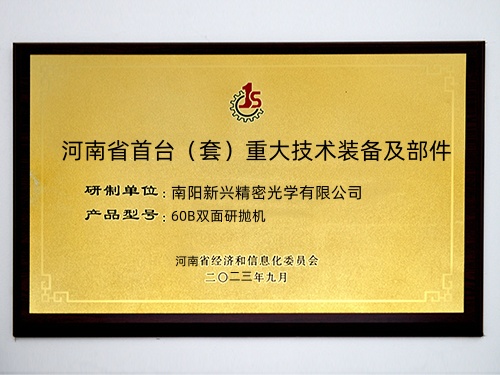 河南省首台（套）重大技术装备及部件
研制单位：南阳新兴精密光学有限公司
产品型号：60B双面研抛机
河南省经济和信息化委员会
二〇二三年九月